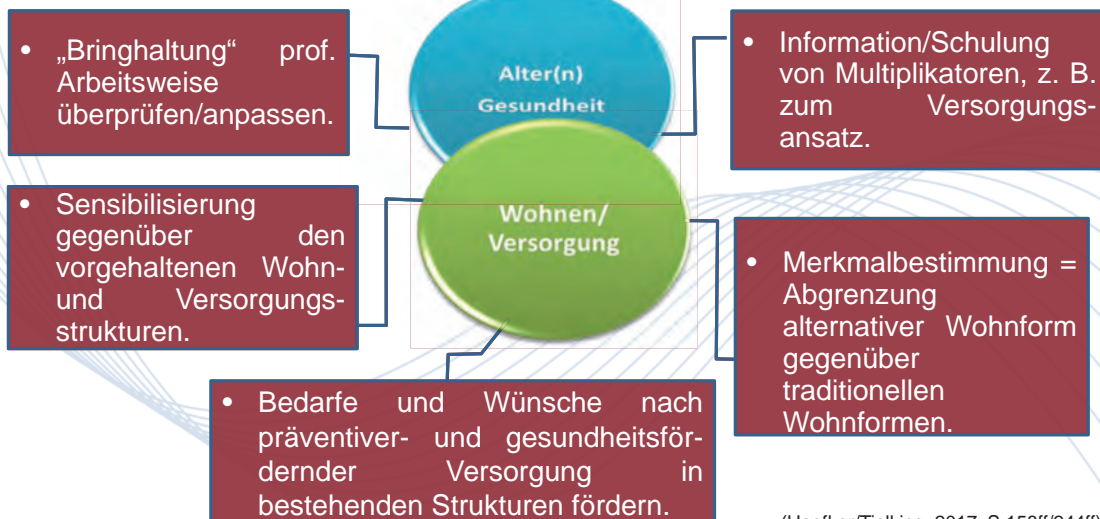 • „Bringhaltung“ prof.
Arbeitsweise
überprüfen/anpassen.
Alter(n)
Gesundheit
• Information/Schulung
von Multiplikatoren, z. B.
zum Versorgungs-
ansatz.
• Sensibilisierung
gegenüber den
vorgehaltenen Wohn-
und Versorgungs-
strukturen.
Wohnen/
Versorgung
• Merkmalbestimmung =
Abgrenzung
alternativer Wohnform
gegenüber
traditionellen
Wohnformen.
• Bedarfe und Wünsche nach
präventiver- und gesundheitsför-
dernder Versorgung in
bestehenden Strukturen fördern.